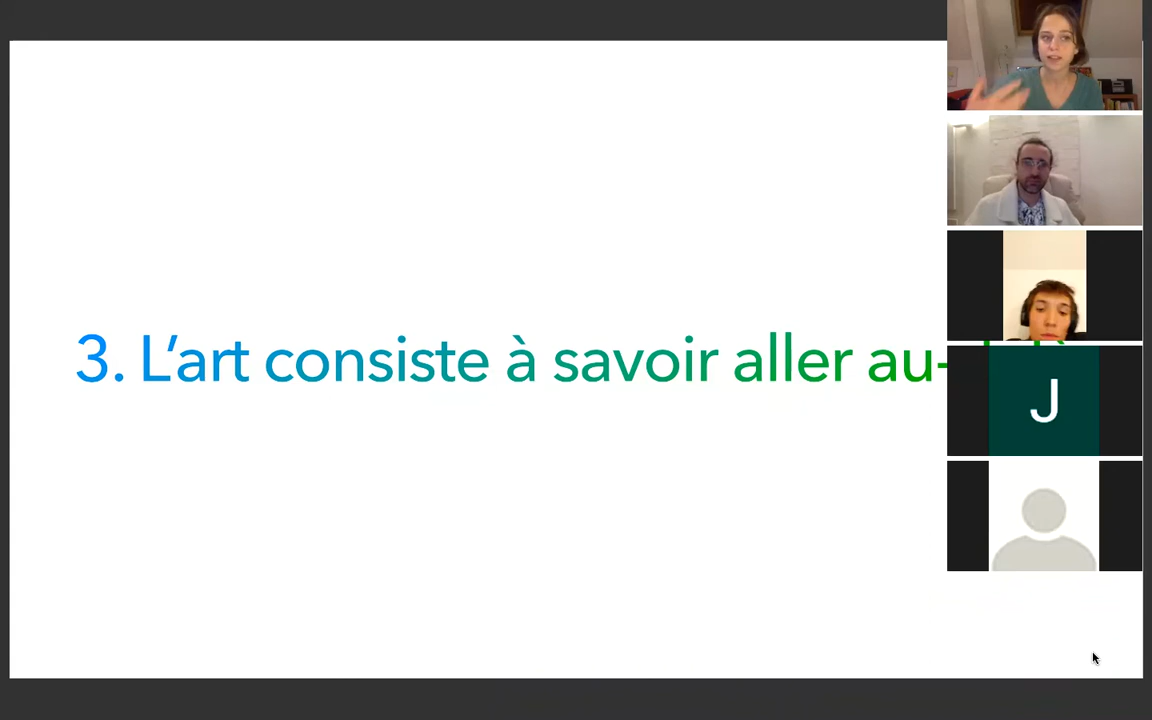 3. L’art consiste à savoir aller au-
J